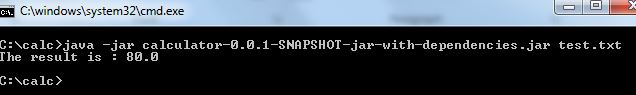 C:\windows\system32\cmd.exe
C:\calc>java -jar calculator-0.0.1-SNAPSHOT-jar-with-dependencies.jar test.txt
The result is : 80.0
C:\calc>